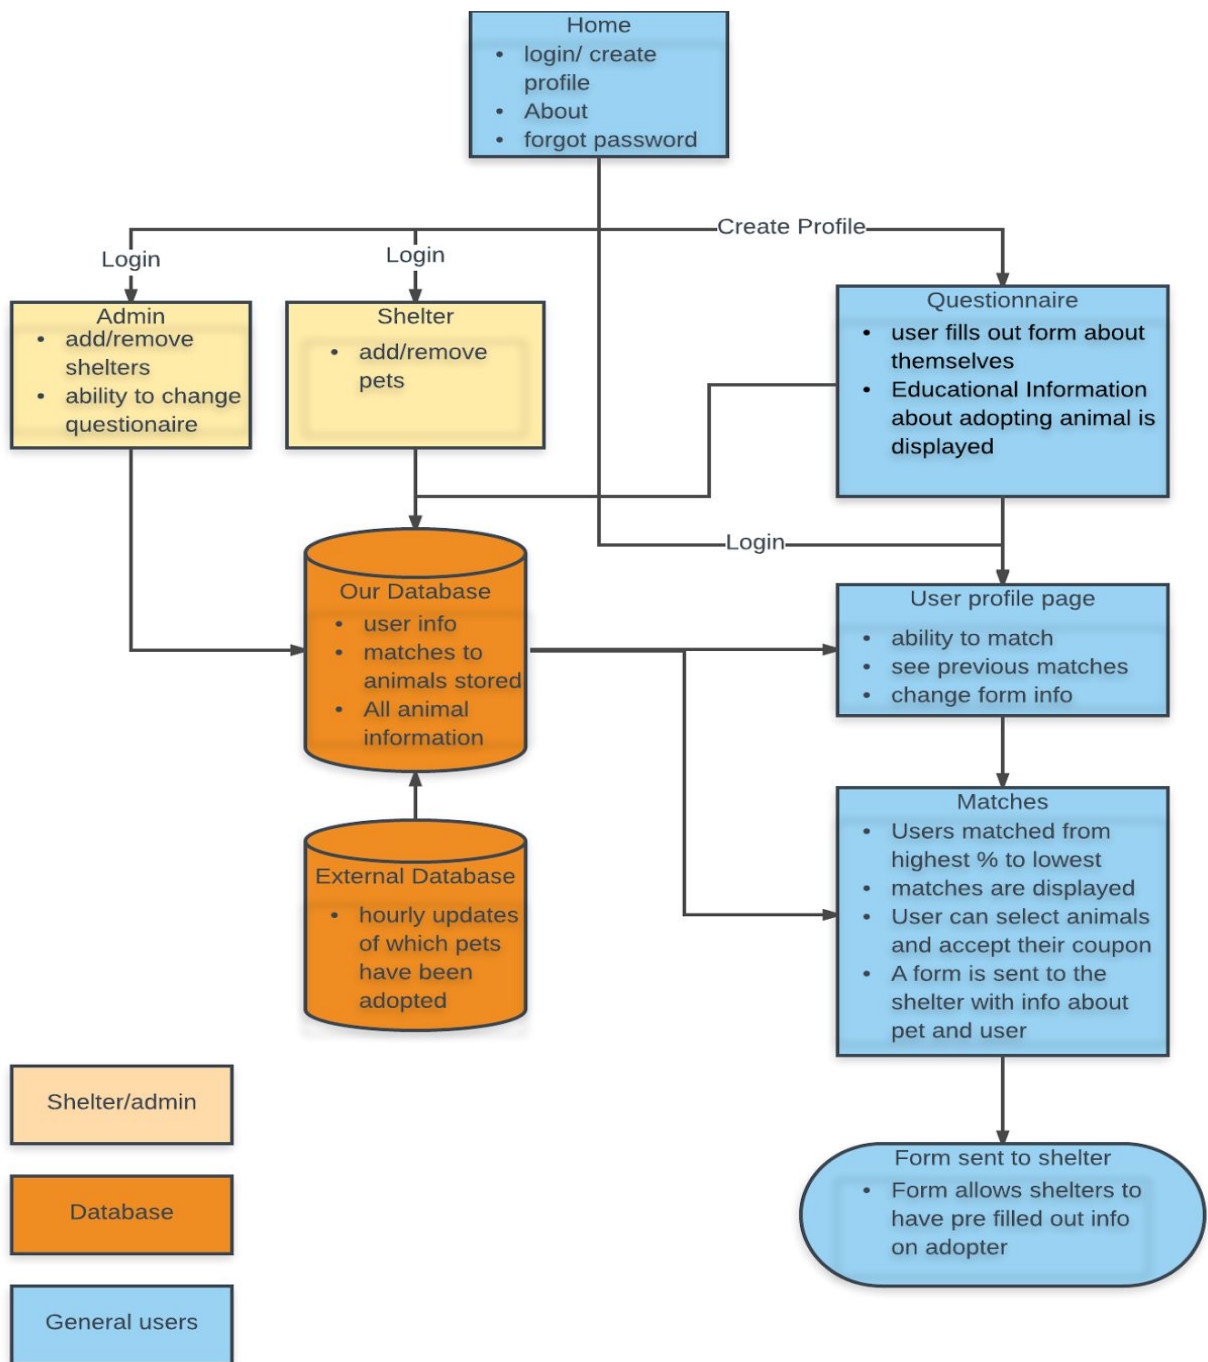 Home
• login/ create
profile
• About
• forgot password
Create Profile
Login
Login
Admin
• add/remove
shelters
• ability to change
questionaire
Shelter
• add/remove
pets
Questionnaire
• user fills out form about
themselves
• Educational Information
about adopting animal is
displayed
Login
Our Database
• user info
• matches to
animals stored
• All animal
information
User profile page
• ability to match
• see previous matches
• change form info
External Database
• hourly updates
of which pets
have been
adopted
Matches
• Users matched from
highest % to lowest
• matches are displayed
• User can select animals
and accept their coupon
• A form is sent to the
shelter with info about
pet and user
Shelter/admin
Database
General users
Form sent to shelter
• Form allows shelters to
have pre filled out info
on adopter